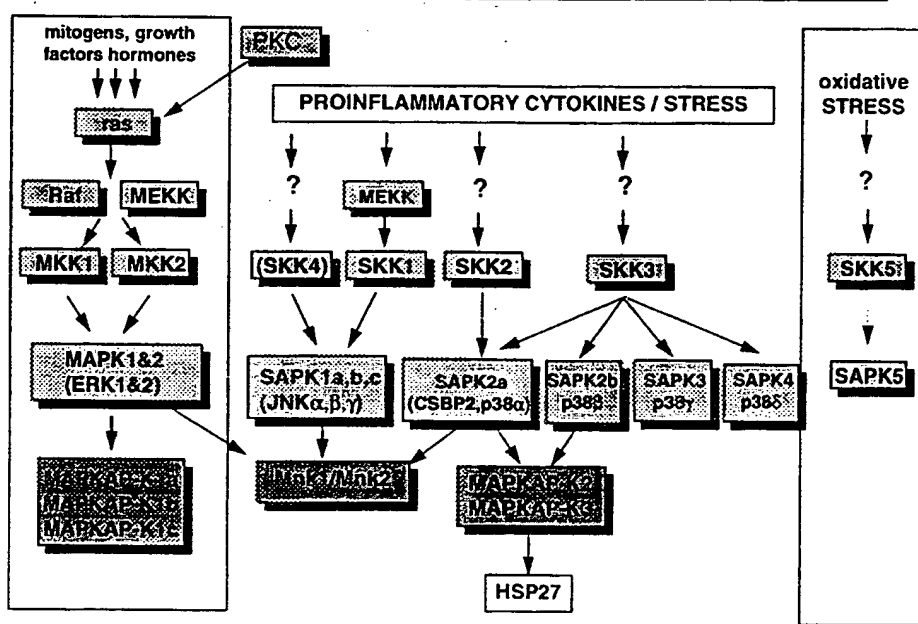 mitogens, growth
factors hormones
PKC
ras
Raf
MEKK
MKK1
MKK2
MAPK1&2
(ERK1&2)
MAPKAP-K1a
MAPKAP-K1b
MAPKAP-K1c
PROINFLAMMATORY CYTOKINES / STRESS
?
MEKK
?
?
(SKK4)
SKK1
SKK2
SKK3
SAPK1a,b,c
(JNKα,β,γ)
SAPK2a
(CSBP2,p38α)
SAPK2b
p38β
SAPK3
p38γ
SAPK4
p38δ
Mnk1/Mnk2
MAPKAP-K2
MAPKAP-K3
HSP27
oxidative
STRESS
?
SKK5
SAPK5